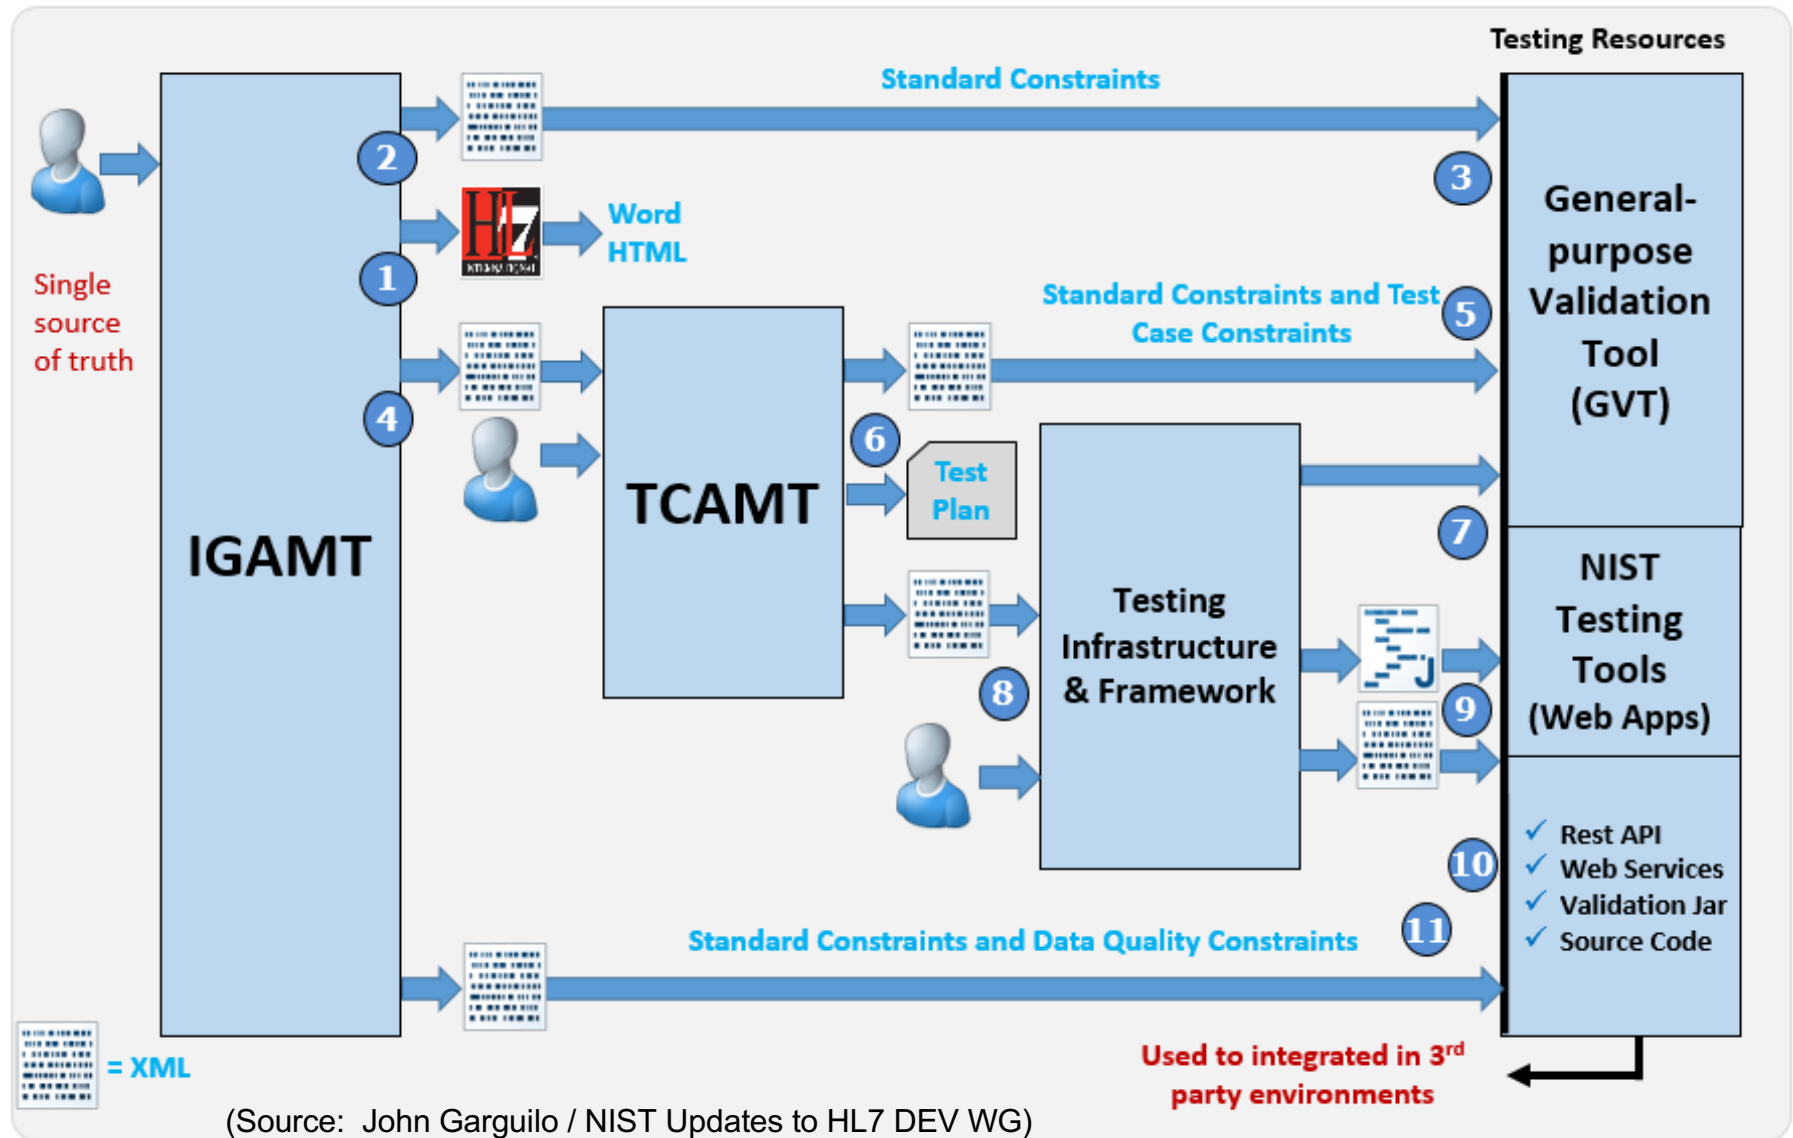 Testing Resources
Standard Constraints
2
3
HL7
INTERNATIONAL
Word
HTML
1
Single
source
of truth
General-
purpose
Validation
Tool
(GVT)
Standard Constraints and Test
Case Constraints
5
4
6
Test
Plan
TCAMT
IGAMT
7
NIST
Testing
Tools
(Web Apps)
Testing
Infrastructure
& Framework
J
8
9
✓ Rest API
✓ Web Services
✓ Validation Jar
✓ Source Code
10
11
Standard Constraints and Data Quality Constraints
= XML
Used to integrated in 3rd
party environments
(Source: John Garguilo / NIST Updates to HL7 DEV WG)